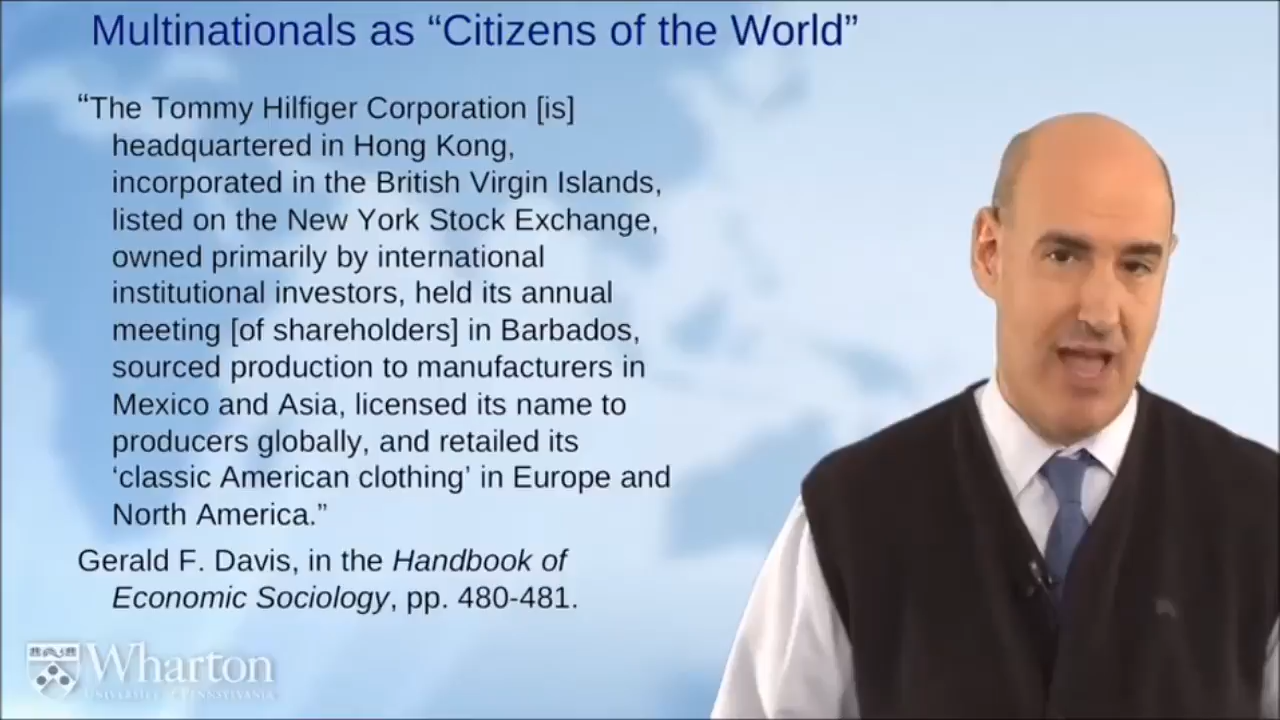 Multinationals as “Citizens of the World”
“The Tommy Hilfiger Corporation [is]
headquartered in Hong Kong,
incorporated in the British Virgin Islands,
listed on the New York Stock Exchange,
owned primarily by international
institutional investors, held its annual
meeting [of shareholders] in Barbados,
sourced production to manufacturers in
Mexico and Asia, licensed its name to
producers globally, and retailed its
‘classic American clothing’ in Europe and
North America.”
Gerald F. Davis, in the Handbook of
Economic Sociology, pp. 480-481.
Wharton
UNIVERSITY of PENNSYLVANIA